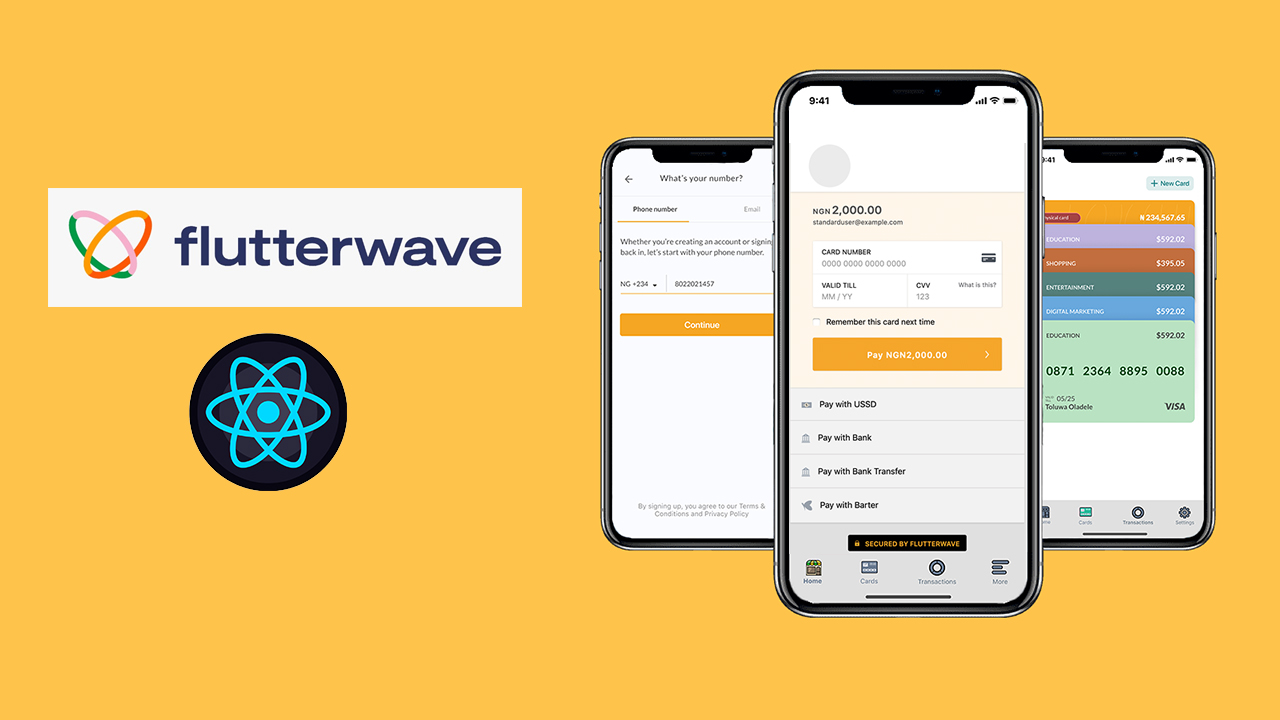 flutterwave
What's your number?
Phone number
Email
Whether you're creating an account or signing
back in, let's start with your phone number.
NG +234
8022021457
Continue
By signing up, you agree to our Terms &
Conditions and Privacy Policy
9:41
NGN 2,000.00
standarduser@example.com
CARD NUMBER
0000 0000 0000 0000
VALID TILL
MM / YY
CVV
What is this?
123
Remember this card next time
Pay NGN2,000.00
Pay with USSD
Pay with Bank
Pay with Bank Transfer
Pay with Barter
SECURED BY FLUTTERWAVE
Home
Cards
Transactions
More
9:41
+ New Card
₦ 234,567.65
EDUCATION
$592.02
SHOPPING
$395.05
ENTERTAINMENT
$592.02
DIGITAL MARKETING
$592.02
EDUCATION
$592.02
0871 2364 8895 0088
05/25
Toluwa Oladele
VISA
Cards
Transactions
Settings